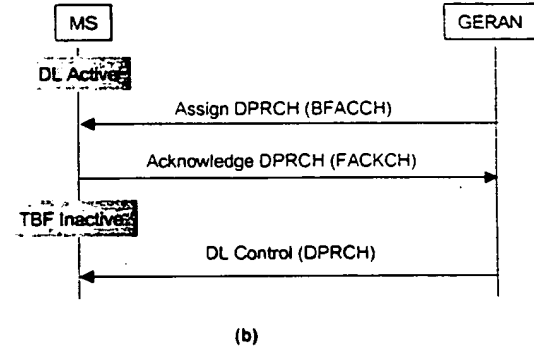 MS
GERAN
DL Active
Assign DPRCH (BFACCH)
Acknowledge DPRCH (FACKCH)
TBF Inactive
DL Control (DPRCH)
(b)